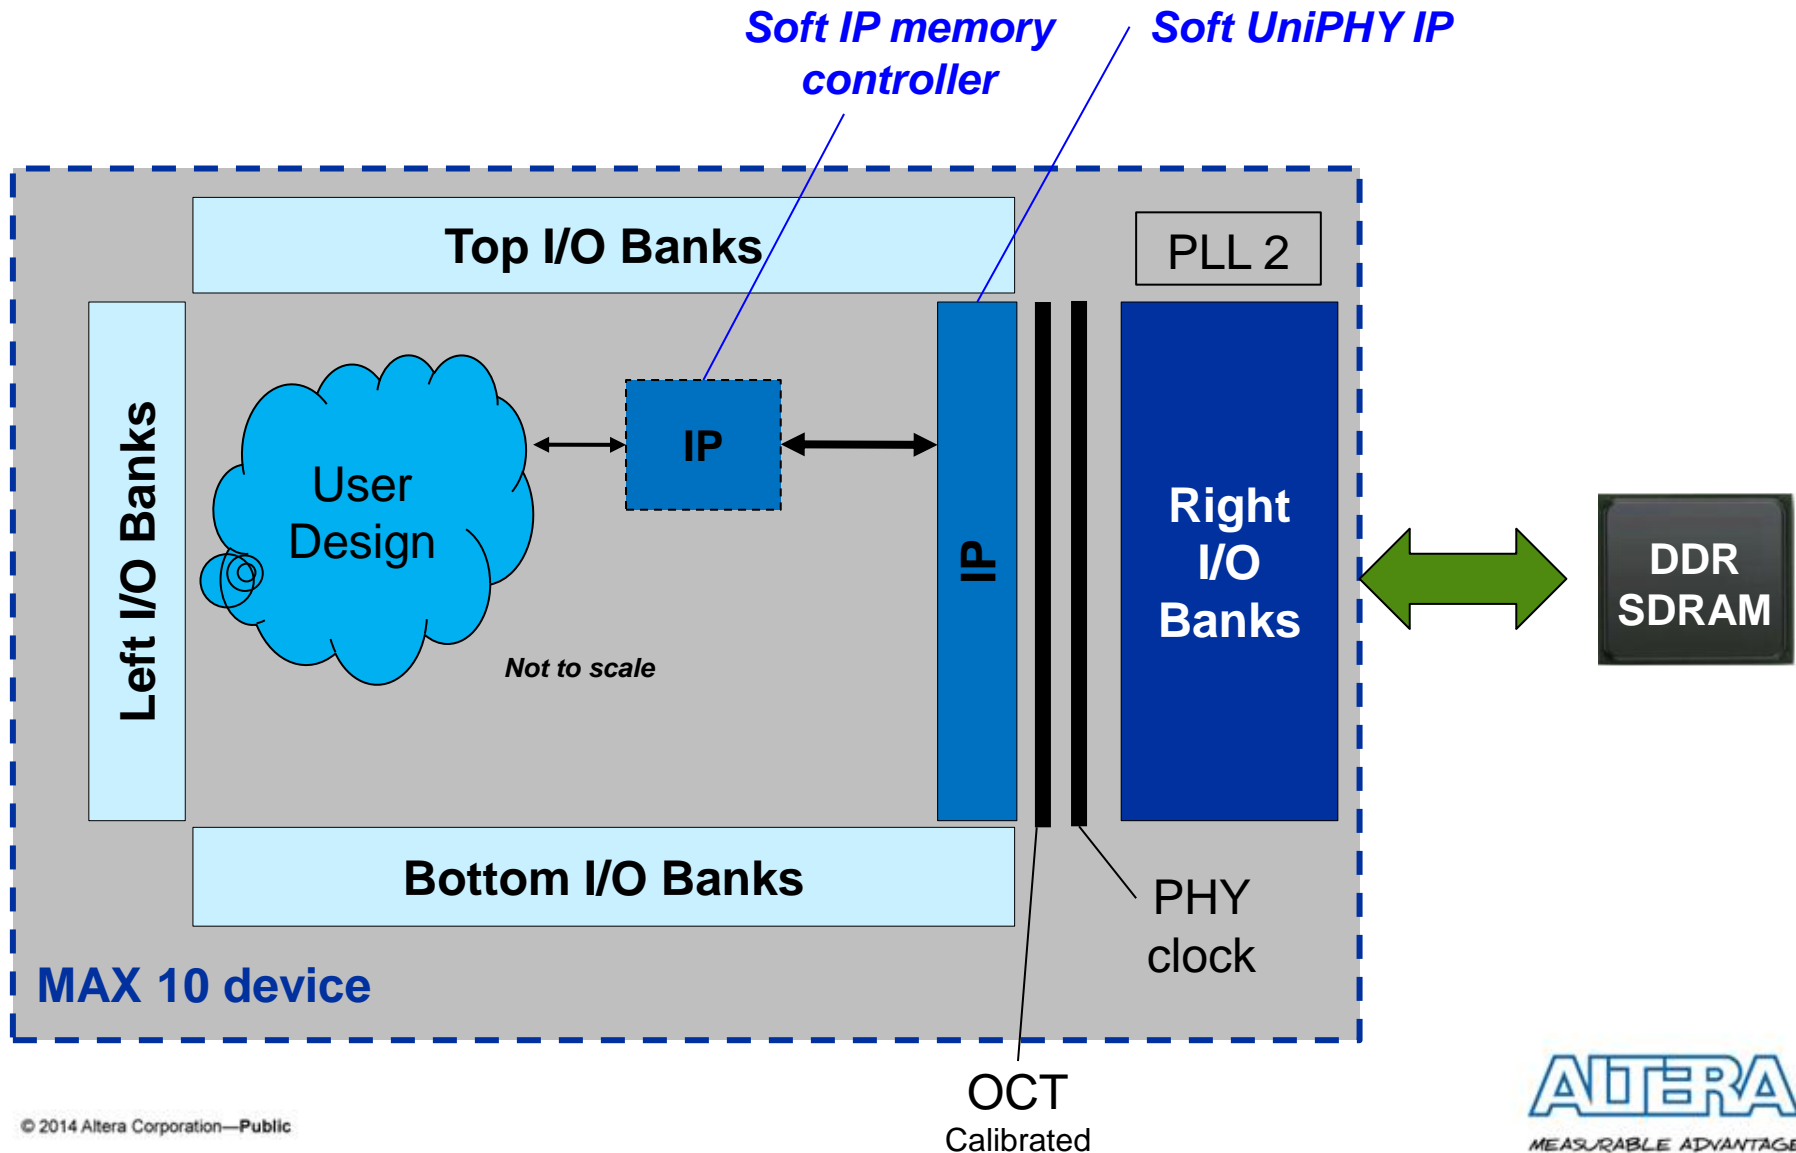 Soft IP memory
controller
Soft UniPHY IP
Top I/O Banks
PLL 2
Left I/O Banks
User
Design
IP
IP
Right
I/O
Banks
DDR
SDRAM
Not to scale
Bottom I/O Banks
PHY
clock
MAX 10 device
OCT
Calibrated
© 2014 Altera Corporation—Public
ALTERA
MEASURABLE ADVANTAGE